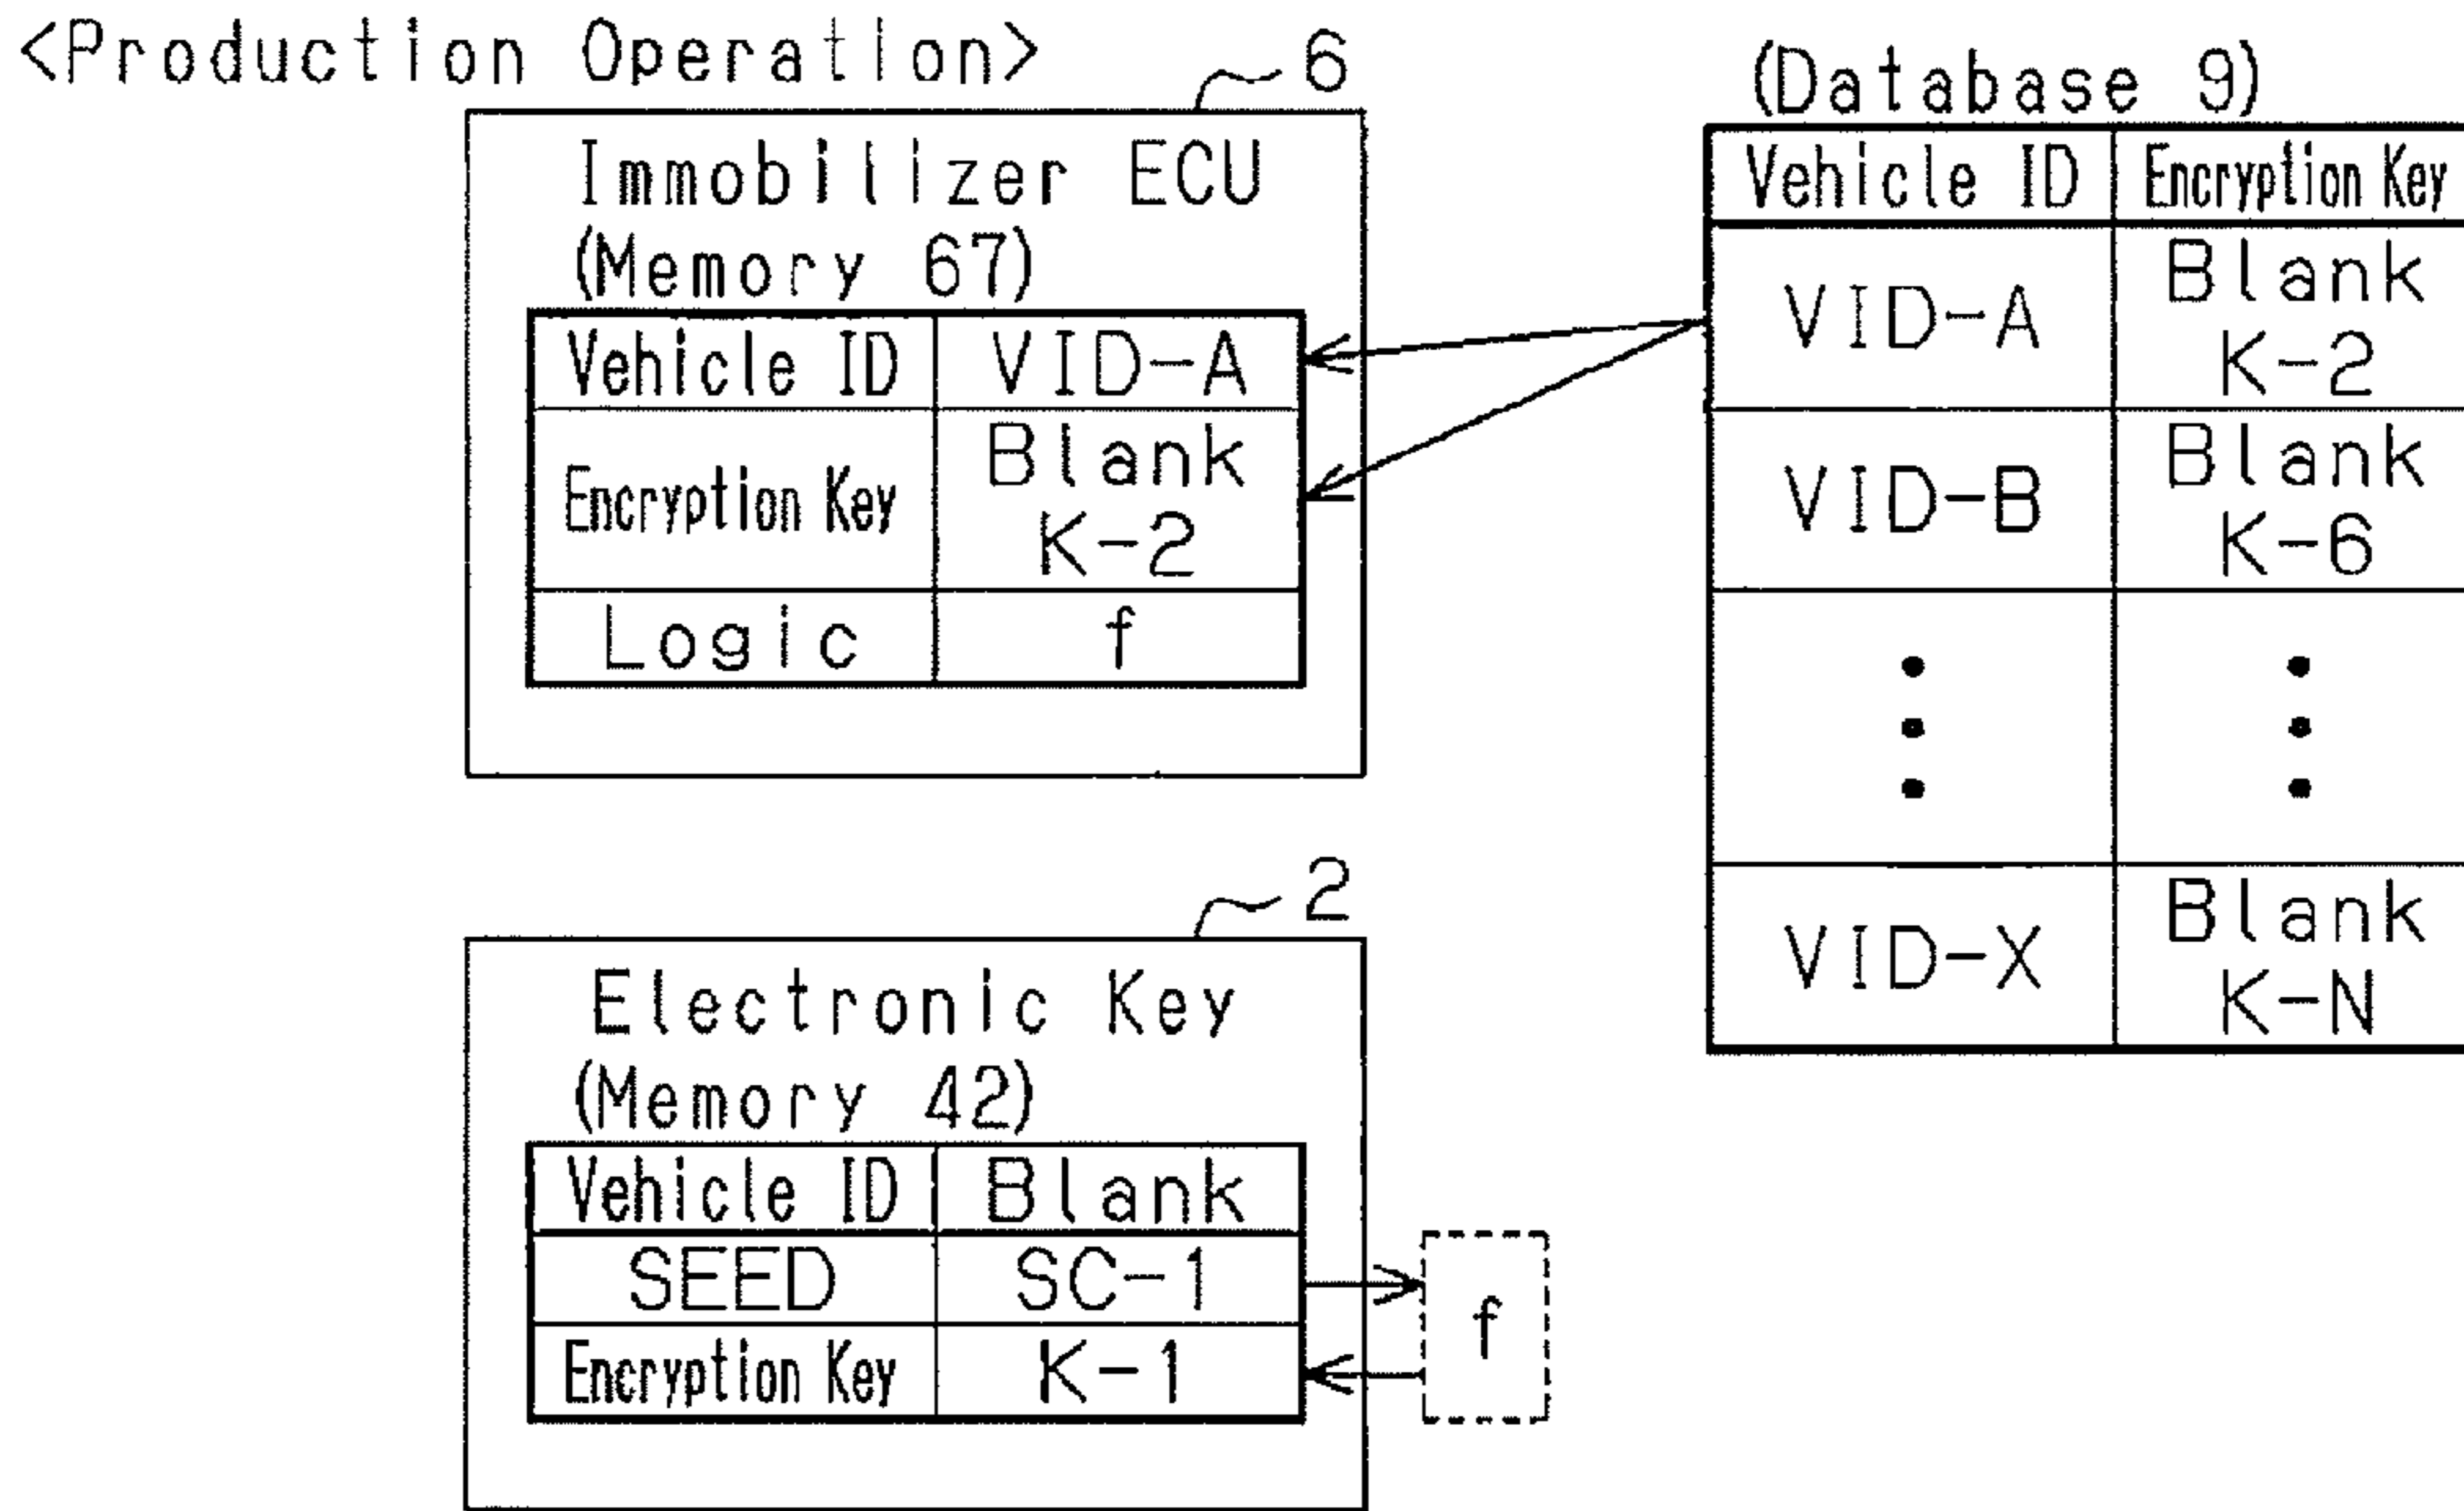 <Production Operation>
6
Immobilizer ECU
(Memory 67)
Vehicle ID VID-A
Encryption Key Blank K-2
Logic f
(Database 9)
Vehicle ID Encryption Key
VID-A Blank K-2
VID-B Blank K-6
VID-X Blank K-N
2
Electronic Key
(Memory 42)
Vehicle ID Blank
SEED SC-1
Encryption Key K-1
f